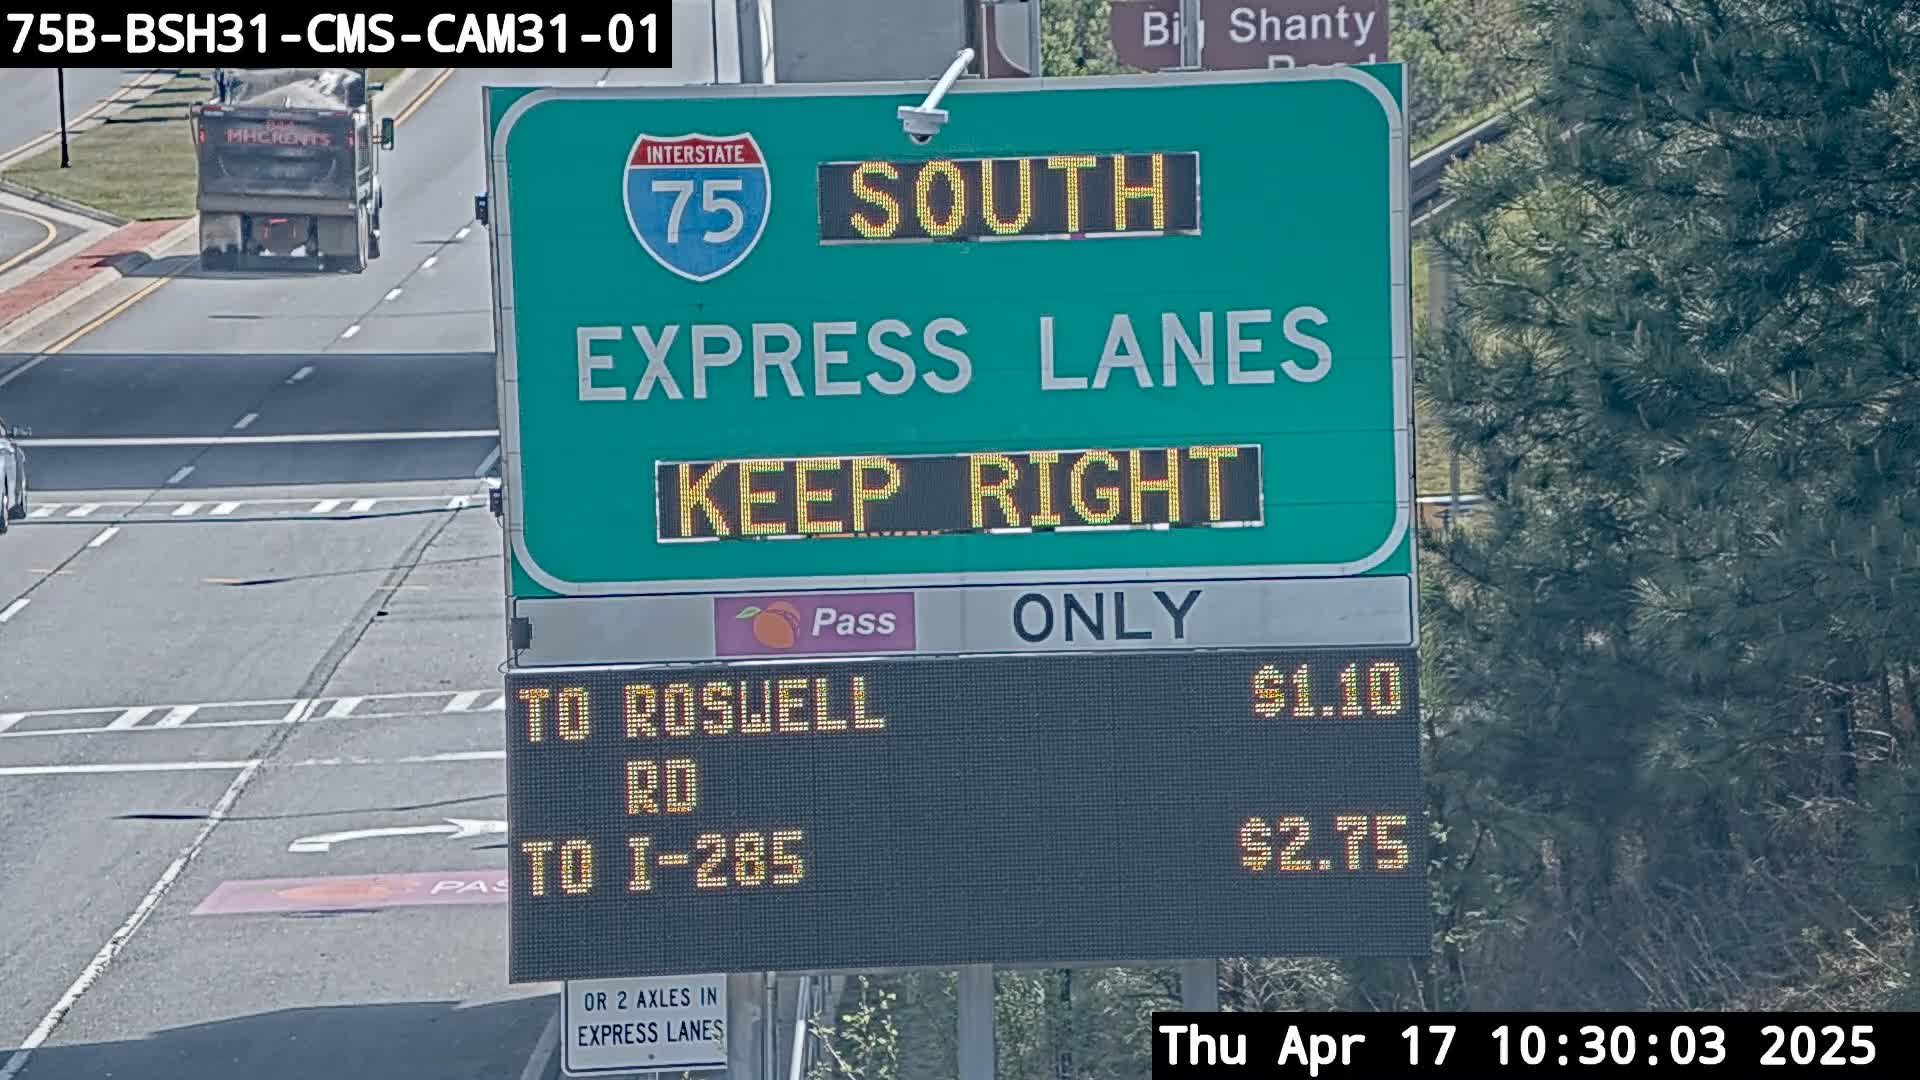 75B-BSH31-CMS-CAM31-01
Big Shanty
Road
MHCRENTS
INTERSTATE
75
SOUTH
EXPRESS LANES
KEEP RIGHT
Pass
ONLY
TO ROSWELL $1.10
RD
TO I-285 $2.75
PAS
OR 2 AXLES IN
EXPRESS LANES
Thu Apr 17 10:30:03 2025